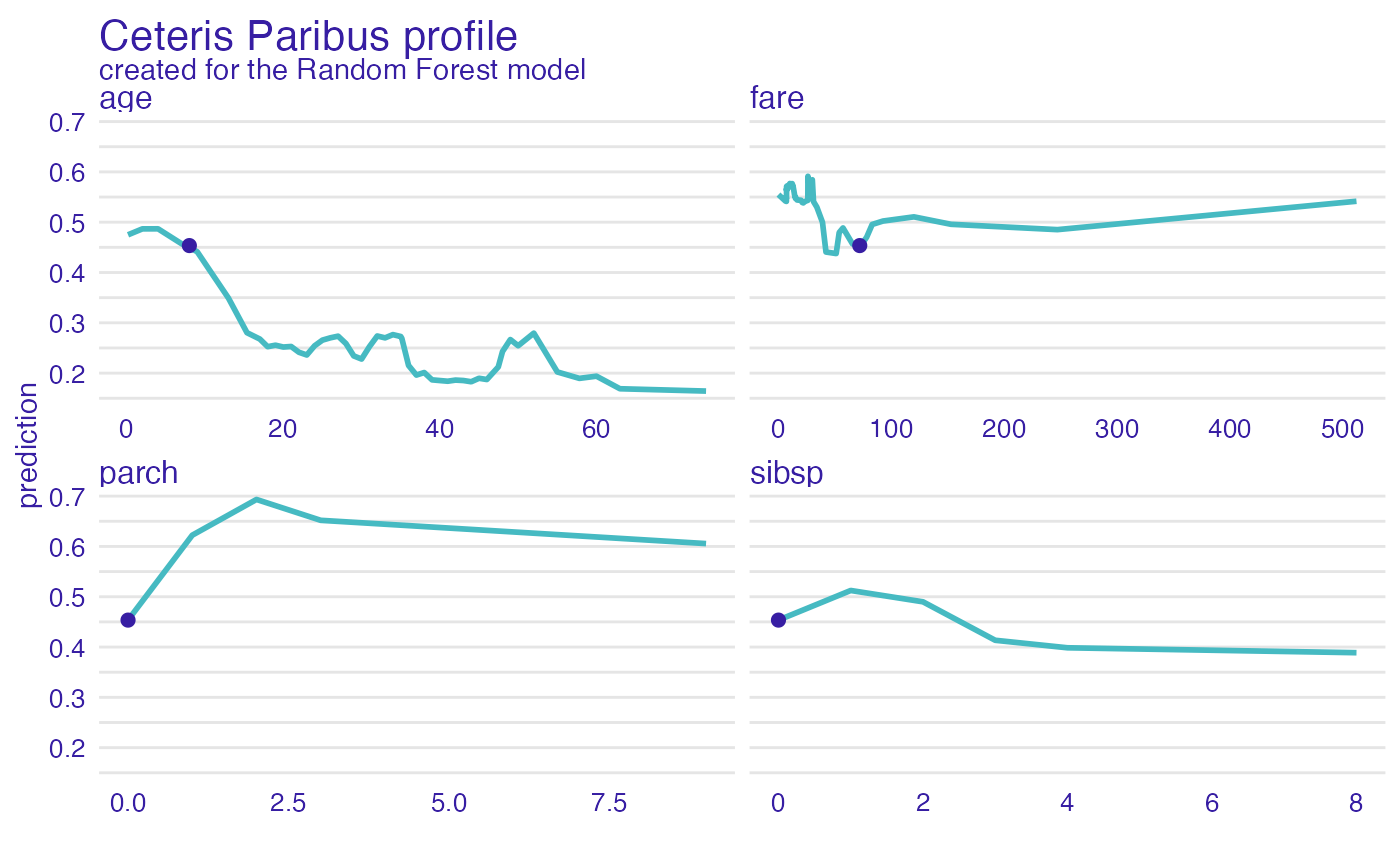 Ceteris Paribus profile
created for the Random Forest model
age
fare
0.7
0.6
0.5
0.4
0.3
0.2
0 20 40 60
0 100 200 300 400 500
prediction
parch
sibsp
0.7
0.6
0.5
0.4
0.3
0.2
0.0 2.5 5.0 7.5
0 2 4 6 8